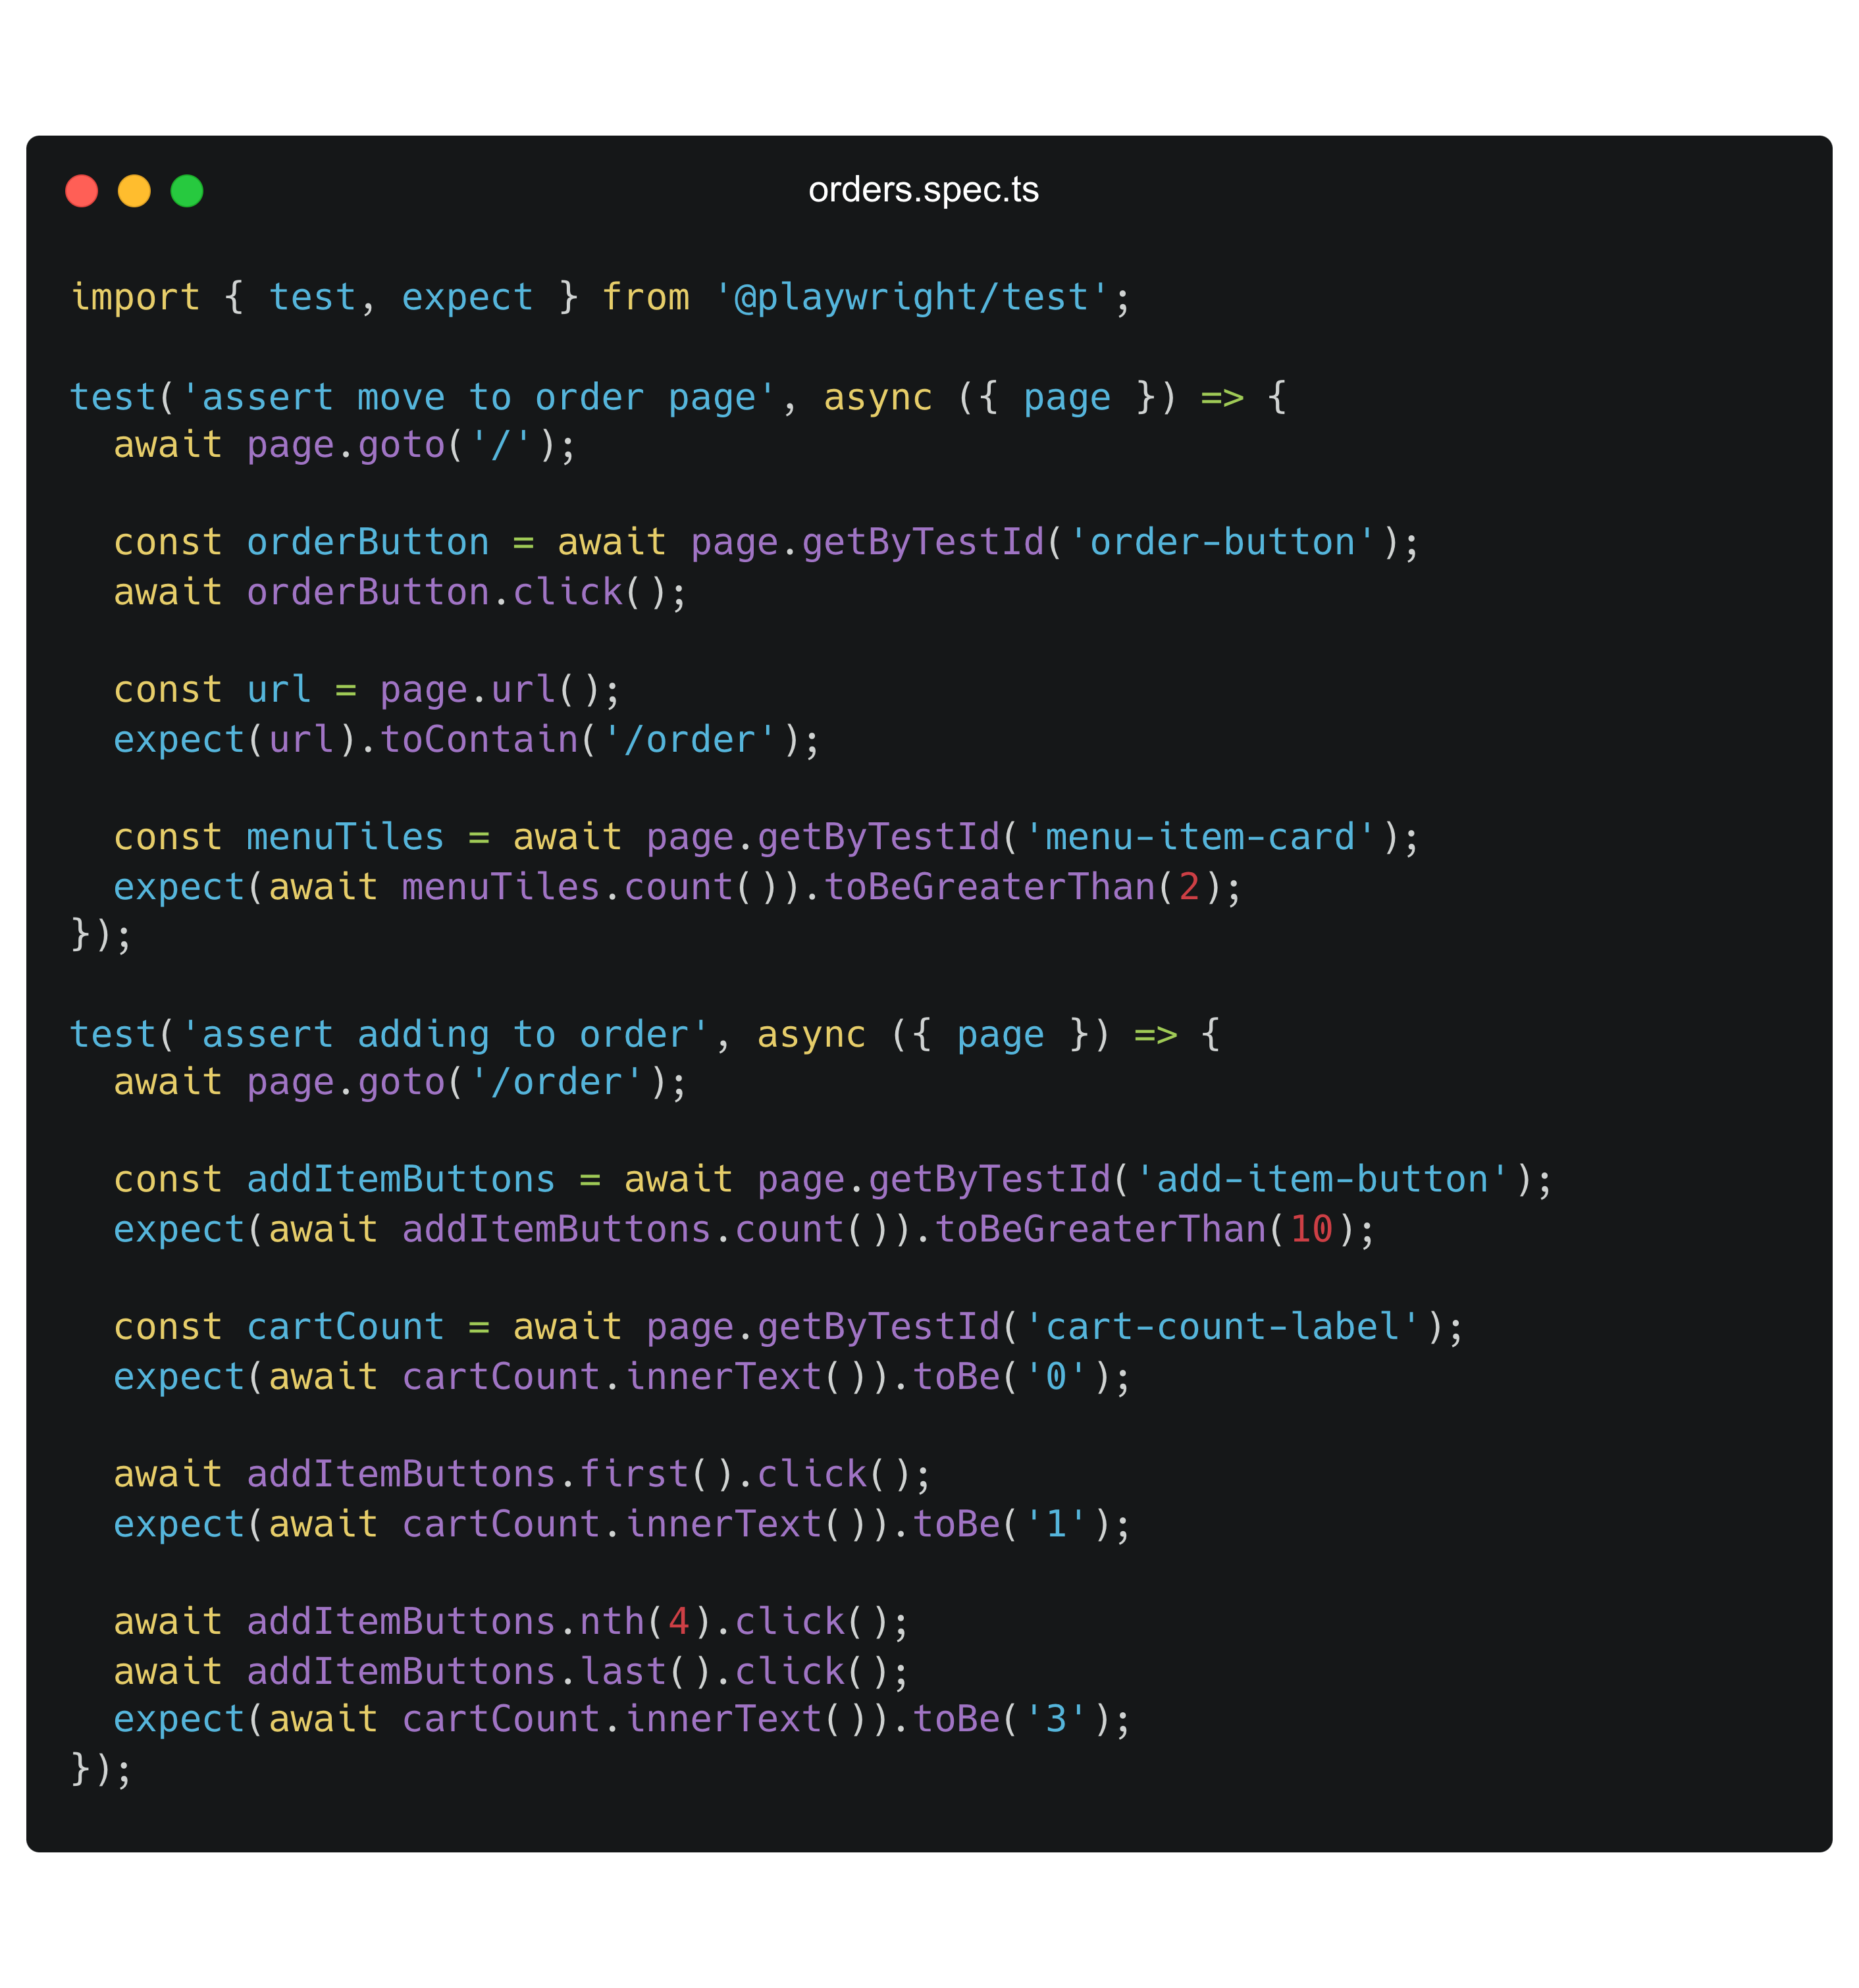 orders.spec.ts
import { test, expect } from '@playwright/test';
test('assert move to order page', async ({ page }) => {
  await page.goto('/');
  const orderButton = await page.getByTestId('order-button');
  await orderButton.click();
  const url = page.url();
  expect(url).toContain('/order');
  const menuTiles = await page.getByTestId('menu-item-card');
  expect(await menuTiles.count()).toBeGreaterThan(2);
});
test('assert adding to order', async ({ page }) => {
  await page.goto('/order');
  const addItemButtons = await page.getByTestId('add-item-button');
  expect(await addItemButtons.count()).toBeGreaterThan(10);
  const cartCount = await page.getByTestId('cart-count-label');
  expect(await cartCount.innerText()).toBe('0');
  await addItemButtons.first().click();
  expect(await cartCount.innerText()).toBe('1');
  await addItemButtons.nth(4).click();
  await addItemButtons.last().click();
  expect(await cartCount.innerText()).toBe('3');
});